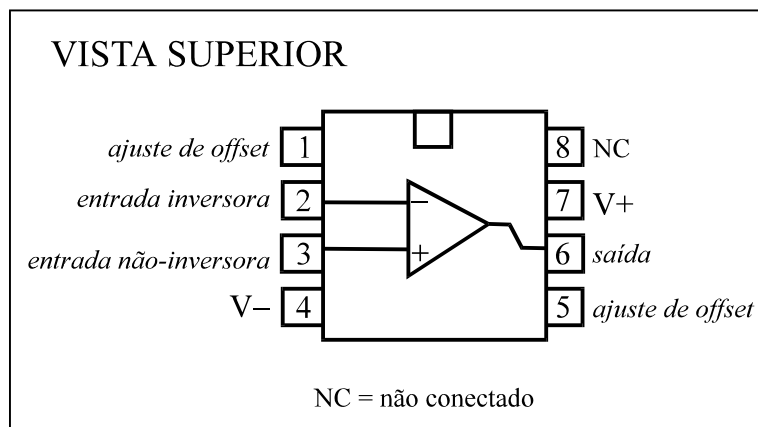 VISTA SUPERIOR
ajuste de offset 1
8 NC
entrada inversora 2 −
7 V+
entrada não-inversora 3 +
6 saída
V− 4
5 ajuste de offset
NC = não conectado